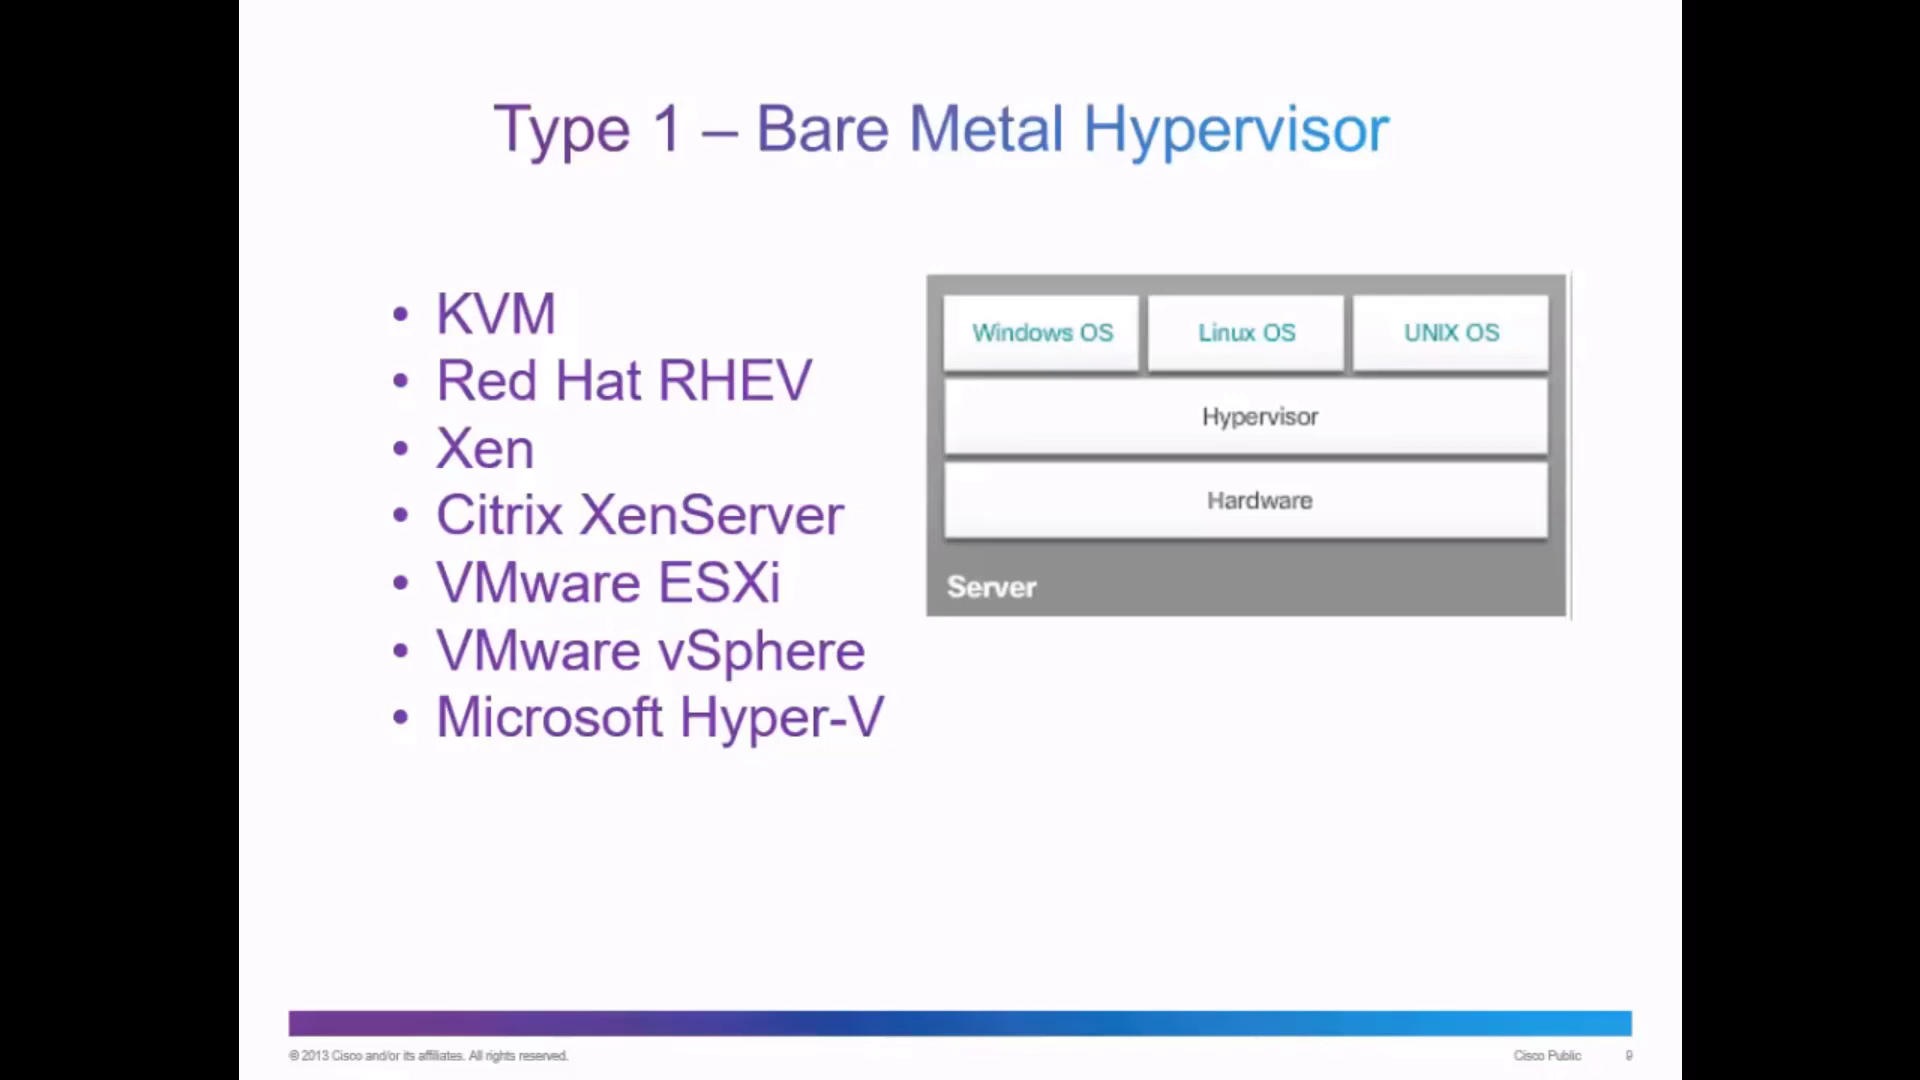 Type 1 – Bare Metal Hypervisor
• KVM
• Red Hat RHEV
• Xen
• Citrix XenServer
• VMware ESXi
• VMware vSphere
• Microsoft Hyper-V
Windows OS
Linux OS
UNIX OS
Hypervisor
Hardware
Server
© 2013 Cisco and/or its affiliates. All rights reserved.
Cisco Public
9